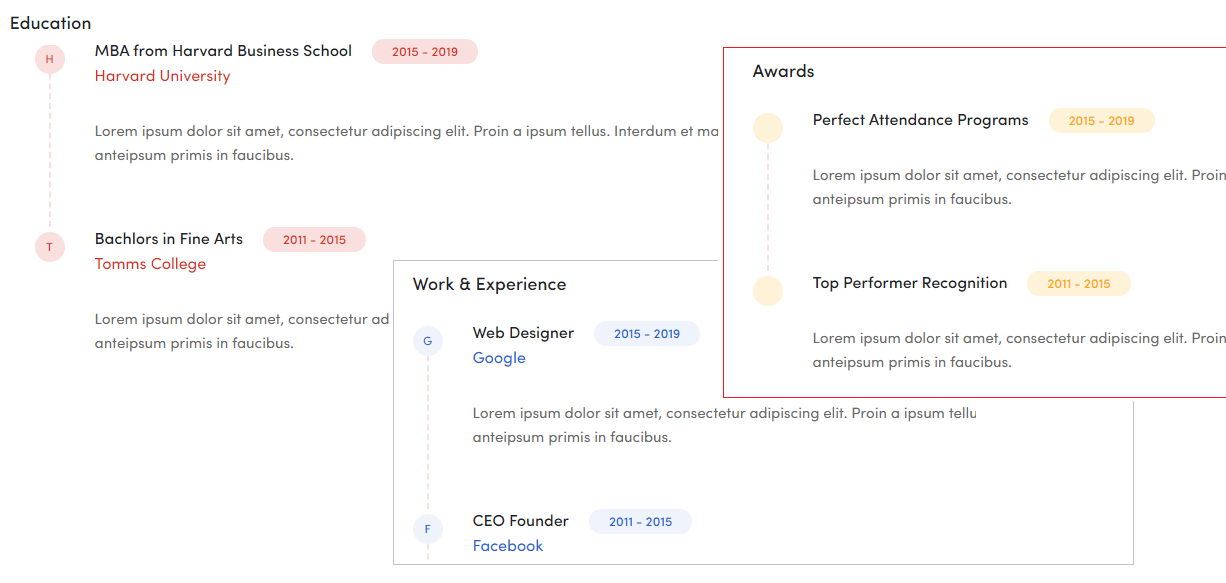 Education
H
MBA from Harvard Business School 2015 - 2019
Harvard University
Lorem ipsum dolor sit amet, consectetur adipiscing elit. Proin a ipsum tellus. Interdum et ma
anteipsum primis in faucibus.
T
Bachlors in Fine Arts 2011 - 2015
Tomms College
Lorem ipsum dolor sit amet, consectetur ad
anteipsum primis in faucibus.
Work & Experience
G
Web Designer 2015 - 2019
Google
Lorem ipsum dolor sit amet, consectetur adipiscing elit. Proin a ipsum tellu
anteipsum primis in faucibus.
F
CEO Founder 2011 - 2015
Facebook
Awards
Perfect Attendance Programs 2015 - 2019
Lorem ipsum dolor sit amet, consectetur adipiscing elit. Proin
anteipsum primis in faucibus.
Top Performer Recognition 2011 - 2015
Lorem ipsum dolor sit amet, consectetur adipiscing elit. Proin
anteipsum primis in faucibus.